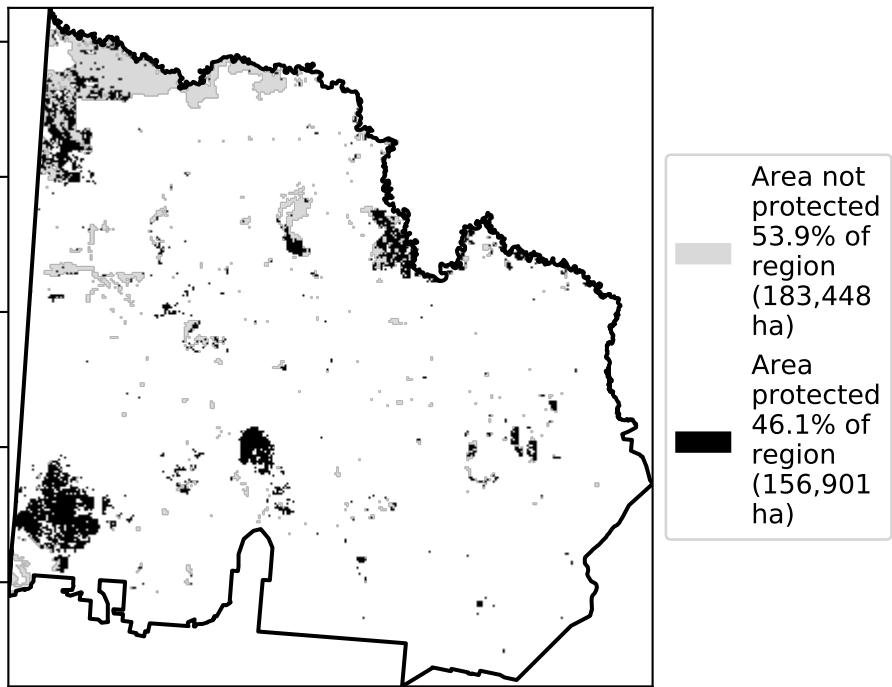 Area not
protected
53.9% of
region
(183,448
ha)
Area
protected
46.1% of
region
(156,901
ha)